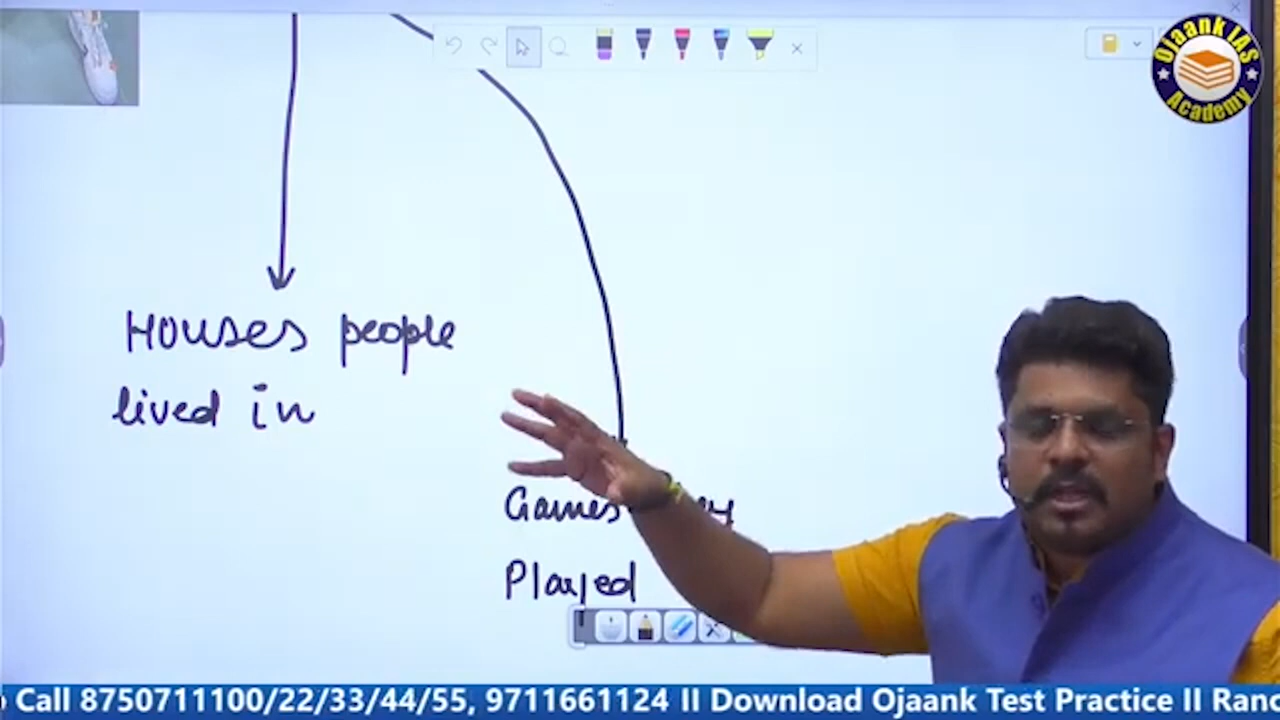 Ojaank IAS
Academy
Houses people
lived in
Games
Played
Call 8750711100/22/33/44/55, 9711661124 II Download Ojaank Test Practice II Ranc